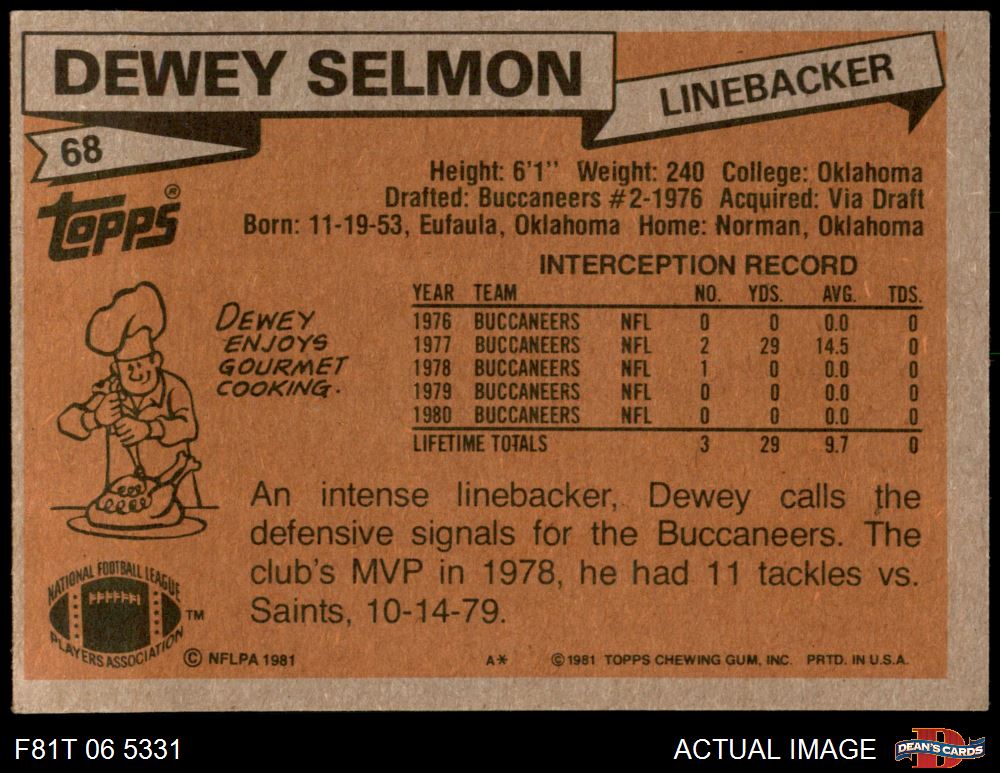 DEWEY SELMON
LINEBACKER
68
TOPPS®
Height: 6'1" Weight: 240 College: Oklahoma
Drafted: Buccaneers #2-1976 Acquired: Via Draft
Born: 11-19-53, Eufaula, Oklahoma Home: Norman, Oklahoma
INTERCEPTION RECORD
YEAR TEAM NO. YDS. AVG. TDS.
1976 BUCCANEERS NFL 0 0 0.0 0
1977 BUCCANEERS NFL 2 29 14.5 0
1978 BUCCANEERS NFL 1 0 0.0 0
1979 BUCCANEERS NFL 0 0 0.0 0
1980 BUCCANEERS NFL 0 0 0.0 0
LIFETIME TOTALS 3 29 9.7 0
DEWEY
ENJOYS
GOURMET
COOKING.
An intense linebacker, Dewey calls the
defensive signals for the Buccaneers. The
club's MVP in 1978, he had 11 tackles vs.
Saints, 10-14-79.
NATIONAL FOOTBALL LEAGUE
PLAYERS ASSOCIATION
TM
© NFLPA 1981
A*
© 1981 TOPPS CHEWING GUM, INC. PRTD. IN U.S.A.
F81T 06 5331
ACTUAL IMAGE
D
DEAN'S CARDS